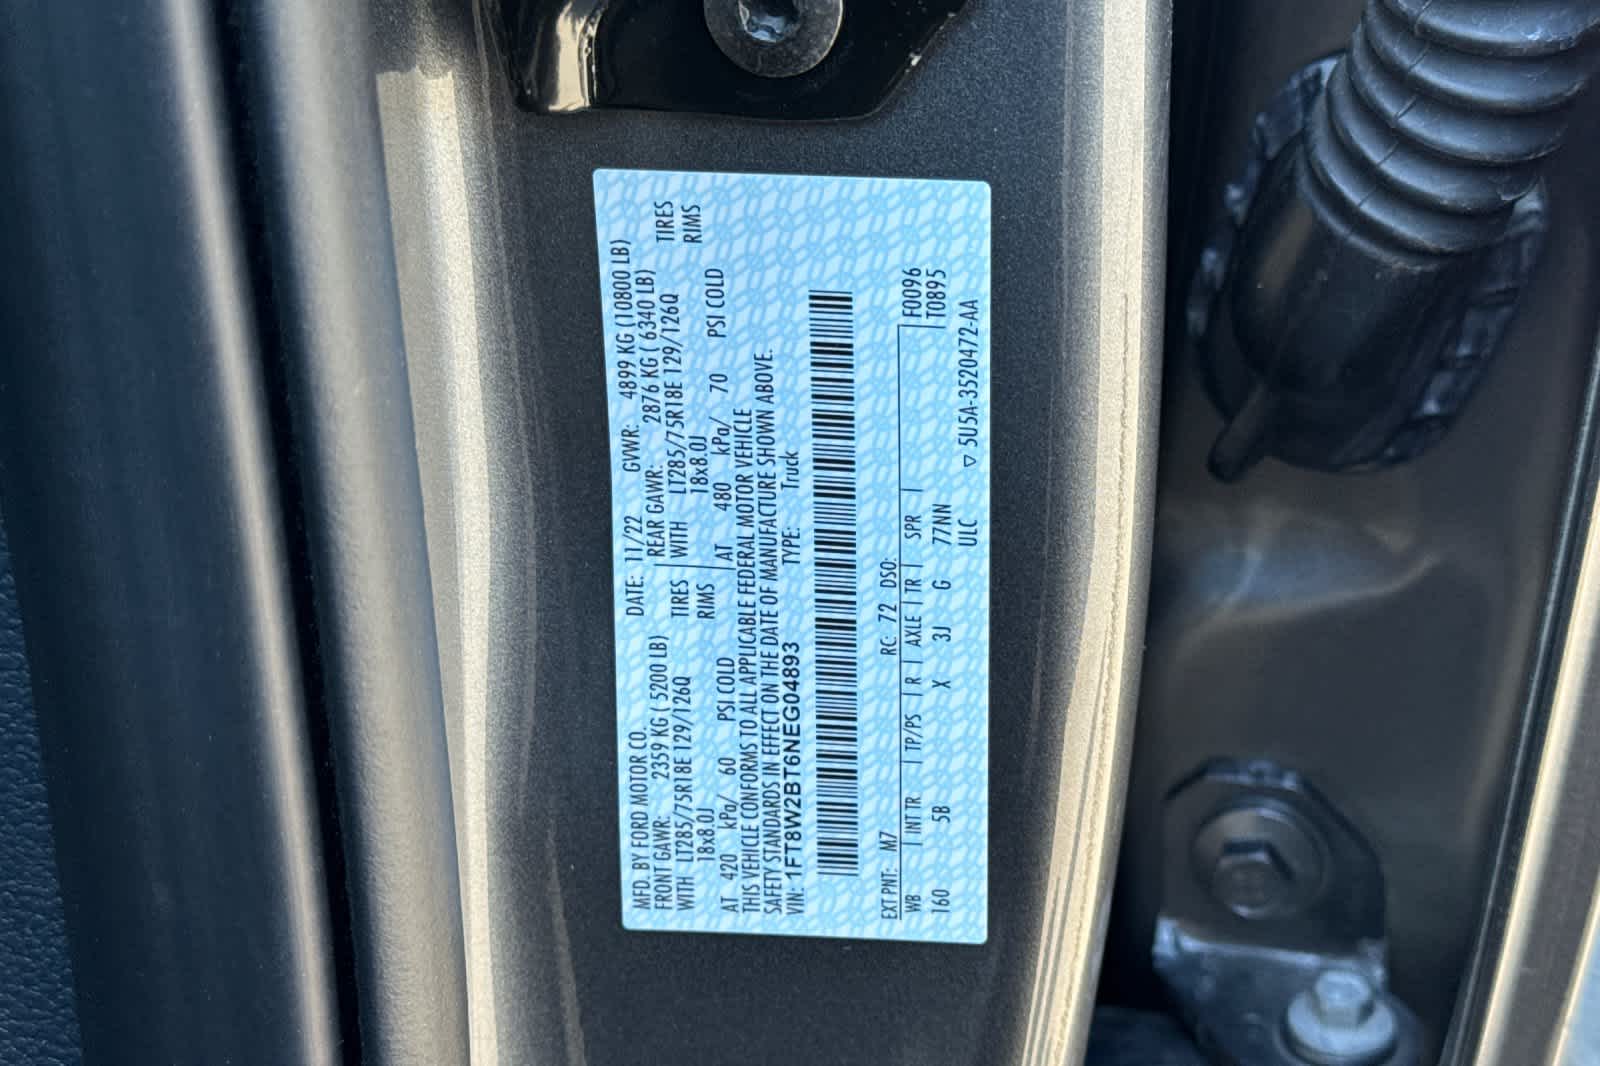 MFD. BY FORD MOTOR CO. DATE: 11/22 GVWR: 4899 KG (10800 LB)
FRONT GAWR: 2359 KG ( 5200 LB) REAR GAWR: 2876 KG ( 6340 LB)
WITH LT285/75R18E 129/126Q TIRES WITH LT285/75R18E 129/126Q TIRES
18x8.0J RIMS 18x8.0J RIMS
AT 420 kPa/ 60 PSI COLD AT 480 kPa/ 70 PSI COLD
THIS VEHICLE CONFORMS TO ALL APPLICABLE FEDERAL MOTOR VEHICLE
SAFETY STANDARDS IN EFFECT ON THE DATE OF MANUFACTURE SHOWN ABOVE.
VIN: 1FT8W2BT6NEG04893 TYPE: Truck
EXT PNT: M7 RC: 72 DSO:
WB INT TR TP/PS R AXLE TR SPR F0096
160 5B X 3J G 77NN T0895
ULC ▽ 5U5A-3520472-AA